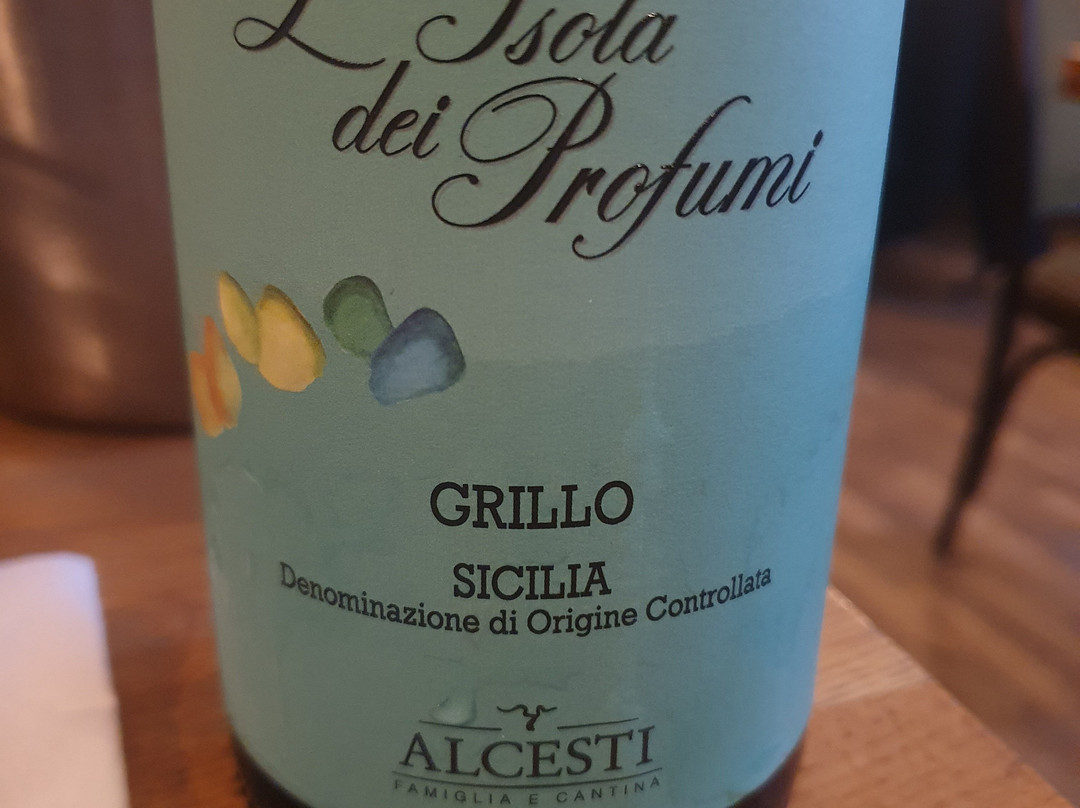 L'Isola
dei Profumi
GRILLO
SICILIA
Denominazione di Origine Controllata
ALCESTI
FAMIGLIA E CANTINA